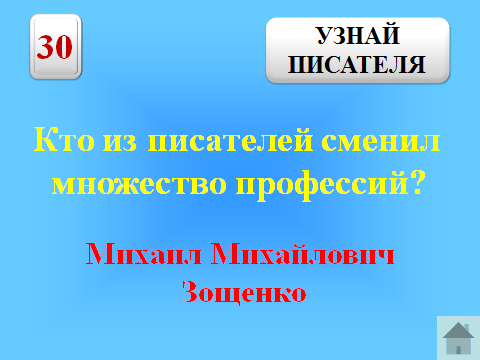 30
УЗНАЙ
ПИСАТЕЛЯ
Кто из писателей сменил
множество профессий?
Михаил Михайлович
Зощенко